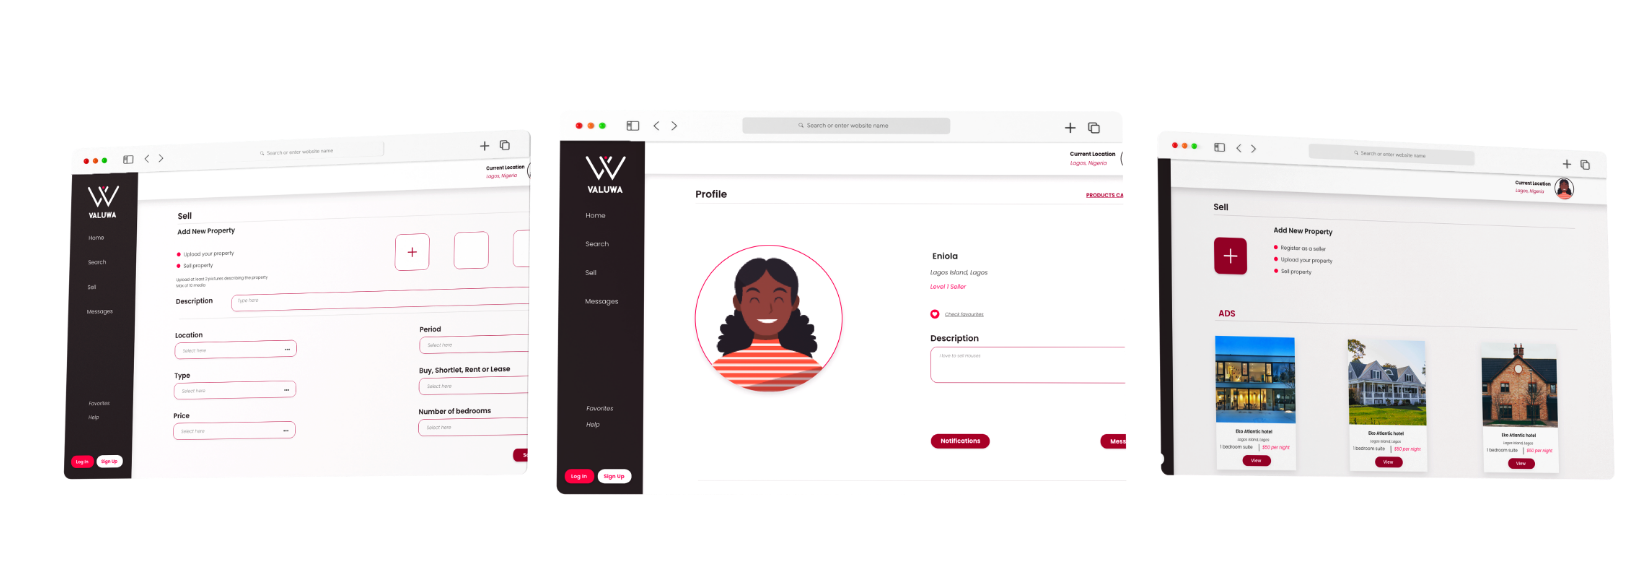 Search or enter website name
Current Location
Lagos, Nigeria
VALUWA
Home
Search
Sell
Messages
Favorites
Help
Log In
Sign Up
Sell
Add New Property
Upload your property
Sell property
Upload at least 3 pictures describing the property
Max of 10 media
Description
Type here
Location
Select here
Type
Select here
Price
Select here
Period
Select here
Buy, Shortlet, Rent or Lease
Select here
Number of bedrooms
Select here
Search or enter website name
Current Location
Lagos, Nigeria
VALUWA
Home
Search
Sell
Messages
Favorites
Help
Log In
Sign Up
Profile
PRODUCTS CA
Eniola
Lagos Island, Lagos
Level 1 Seller
Check favourites
Description
Notifications
Mess
Search or enter website name
Current Location
Lagos, Nigeria
Sell
Add New Property
Register as a seller
Upload your property
Sell property
ADS
Eko Atlantic hotel
Lagos Island, Lagos
1 bedroom suite | $50 per night
View
Eko Atlantic hotel
Lagos Island, Lagos
1 bedroom suite | $50 per night
View
Eko Atlantic hotel
Lagos Island, Lagos
1 bedroom suite | $50 per night
View